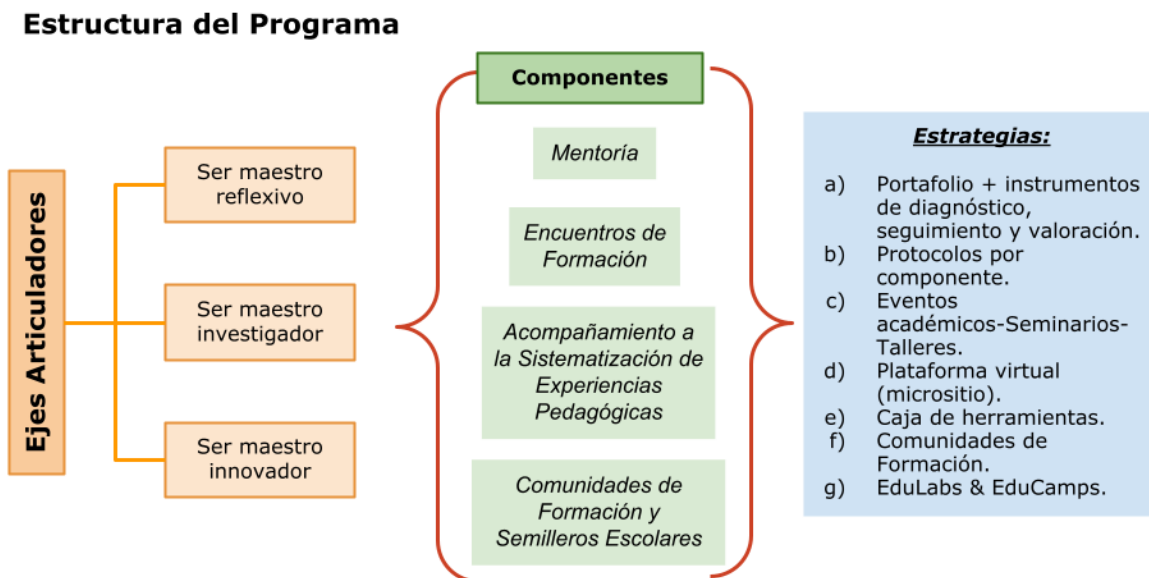 Estructura del Programa
Ejes Articuladores
Ser maestro
reflexivo
Ser maestro
investigador
Ser maestro
innovador
Componentes
Mentoría
Encuentros de
Formación
Acompañamiento a
la Sistematización de
Experiencias
Pedagógicas
Comunidades de
Formación y
Semilleros Escolares
Estrategias:
a) Portafolio + instrumentos
de diagnóstico,
seguimiento y valoración.
b) Protocolos por
componente.
c) Eventos
académicos-Seminarios-
Talleres.
d) Plataforma virtual
(micrositio).
e) Caja de herramientas.
f) Comunidades de
Formación.
g) EduLabs & EduCamps.